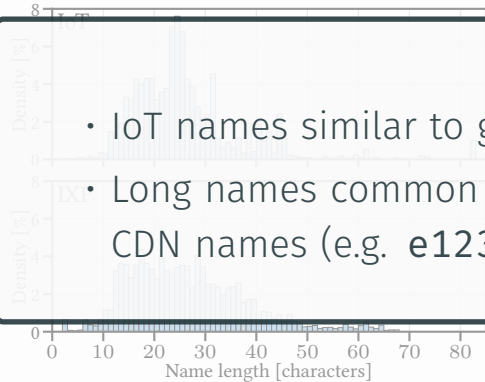 8
IoT
6
Density [%]
4
2
0
• IoT names similar to g
8
IXP
• Long names common
6
CDN names (e.g. e123
Density [%]
4
2
0
0 10 20 30 40 50 60 70 80
Name length [characters]